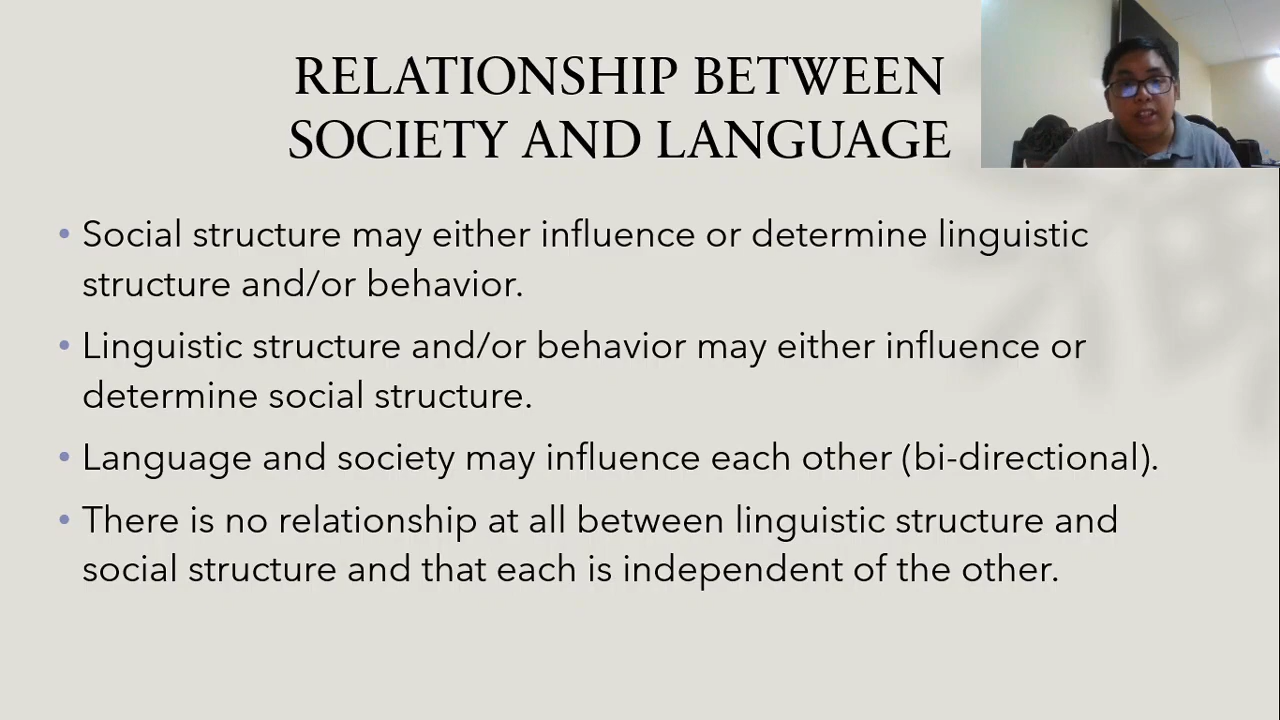 RELATIONSHIP BETWEEN
SOCIETY AND LANGUAGE
• Social structure may either influence or determine linguistic
structure and/or behavior.
• Linguistic structure and/or behavior may either influence or
determine social structure.
• Language and society may influence each other (bi-directional).
• There is no relationship at all between linguistic structure and
social structure and that each is independent of the other.